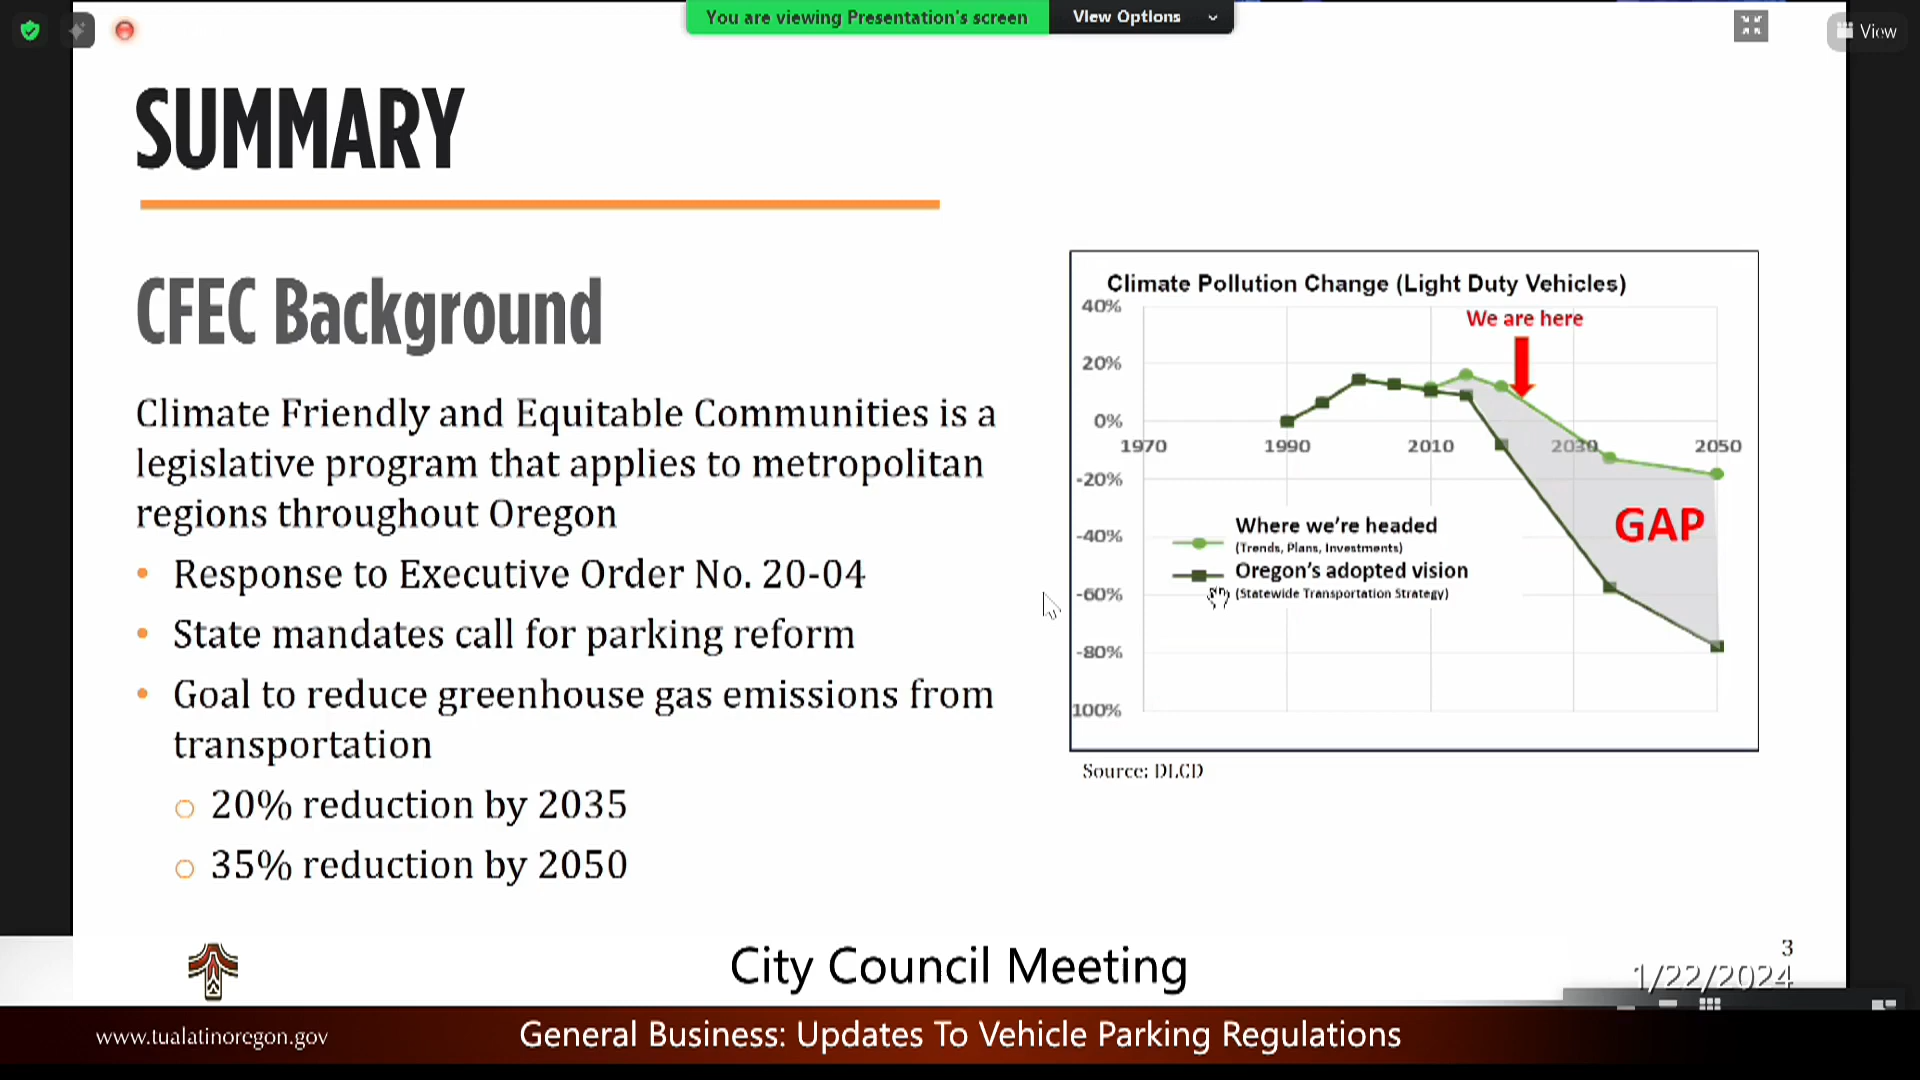 You are viewing Presentation's screen
View Options
View
SUMMARY
CFEC Background
Climate Friendly and Equitable Communities is a
legislative program that applies to metropolitan
regions throughout Oregon
• Response to Executive Order No. 20-04
• State mandates call for parking reform
• Goal to reduce greenhouse gas emissions from
transportation
○ 20% reduction by 2035
○ 35% reduction by 2050
Climate Pollution Change (Light Duty Vehicles)
We are here
40%
20%
0%
-20%
-40%
-60%
-80%
100%
1970 1990 2010 2030 2050
GAP
Where we're headed
(Trends, Plans, Investments)
Oregon's adopted vision
(Statewide Transportation Strategy)
Source: DLCD
City Council Meeting
3
1/22/2024
www.tualatinoregon.gov
General Business: Updates To Vehicle Parking Regulations